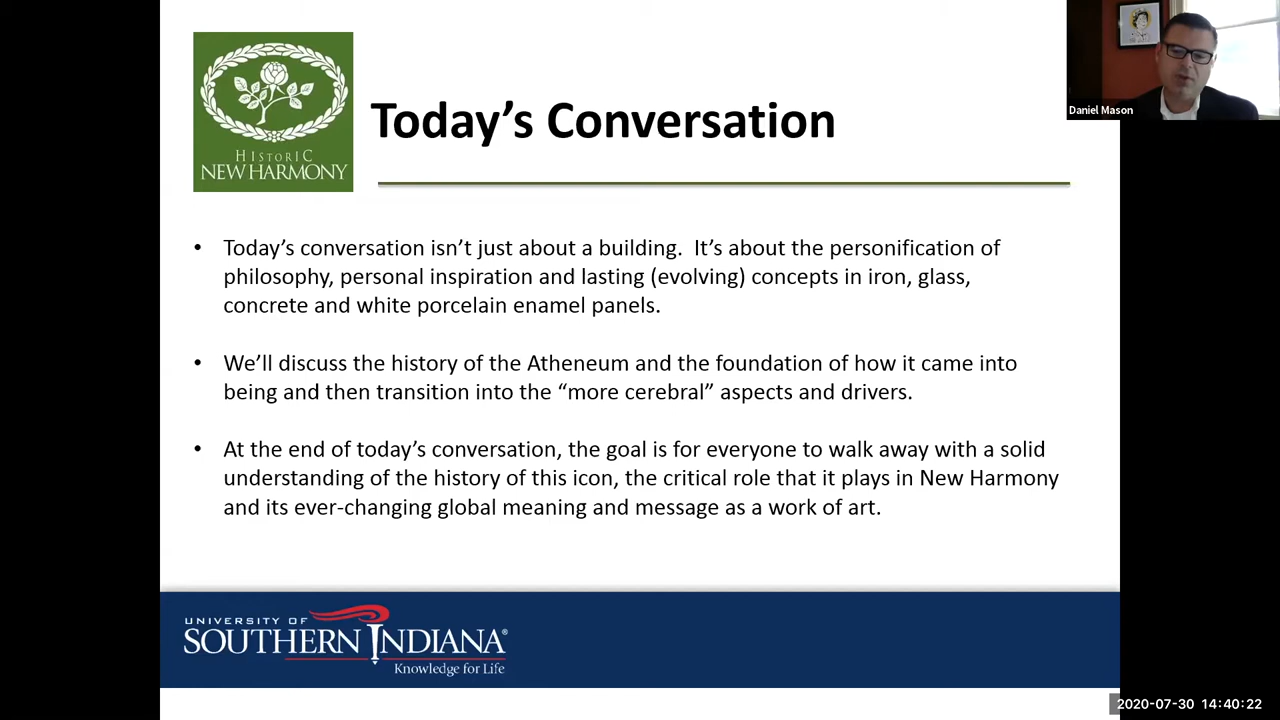 HISTORIC
NEW HARMONY
Today's Conversation
Daniel Mason
• Today's conversation isn't just about a building.  It's about the personification of
philosophy, personal inspiration and lasting (evolving) concepts in iron, glass,
concrete and white porcelain enamel panels.
• We'll discuss the history of the Atheneum and the foundation of how it came into
being and then transition into the “more cerebral” aspects and drivers.
• At the end of today's conversation, the goal is for everyone to walk away with a solid
understanding of the history of this icon, the critical role that it plays in New Harmony
and its ever-changing global meaning and message as a work of art.
UNIVERSITY OF
SOUTHERN INDIANA®
Knowledge for Life
2020-07-30 14:40:22